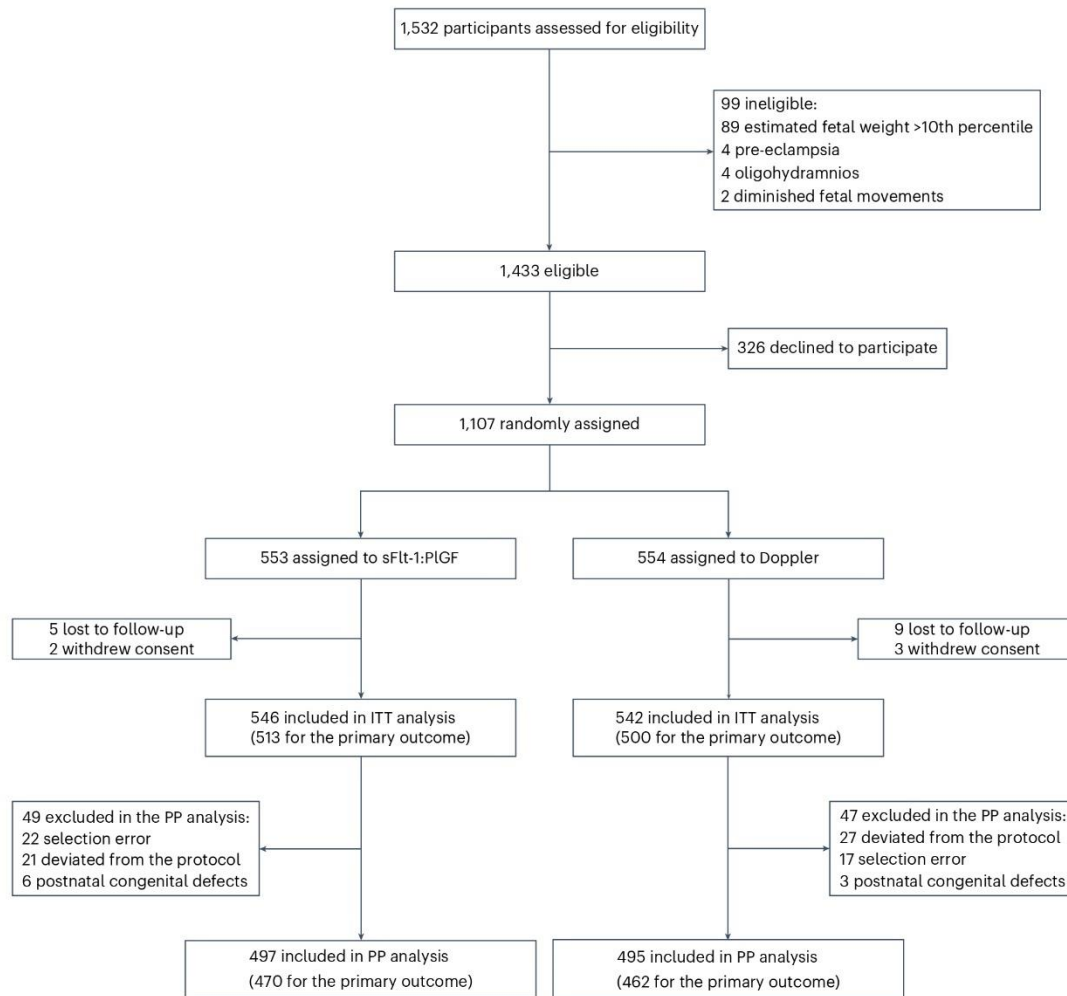 1,532 participants assessed for eligibility
99 ineligible:
89 estimated fetal weight >10th percentile
4 pre-eclampsia
4 oligohydramnios
2 diminished fetal movements
1,433 eligible
326 declined to participate
1,107 randomly assigned
553 assigned to sFlt-1:PlGF
554 assigned to Doppler
5 lost to follow-up
2 withdrew consent
9 lost to follow-up
3 withdrew consent
546 included in ITT analysis
(513 for the primary outcome)
542 included in ITT analysis
(500 for the primary outcome)
49 excluded in the PP analysis:
22 selection error
21 deviated from the protocol
6 postnatal congenital defects
47 excluded in the PP analysis:
27 deviated from the protocol
17 selection error
3 postnatal congenital defects
497 included in PP analysis
(470 for the primary outcome)
495 included in PP analysis
(462 for the primary outcome)